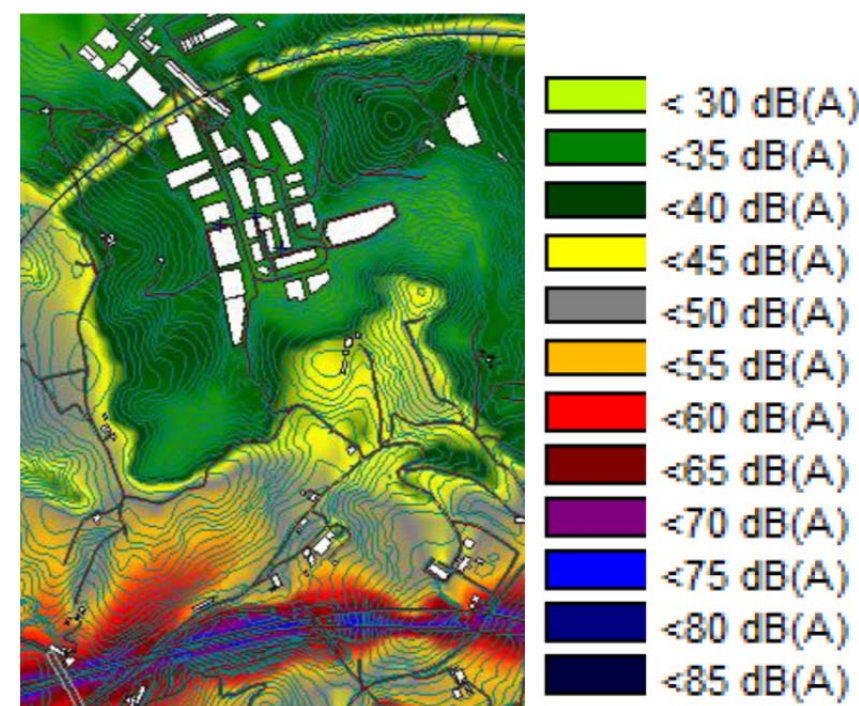 < 30 dB(A)
<35 dB(A)
<40 dB(A)
<45 dB(A)
<50 dB(A)
<55 dB(A)
<60 dB(A)
<65 dB(A)
<70 dB(A)
<75 dB(A)
<80 dB(A)
<85 dB(A)